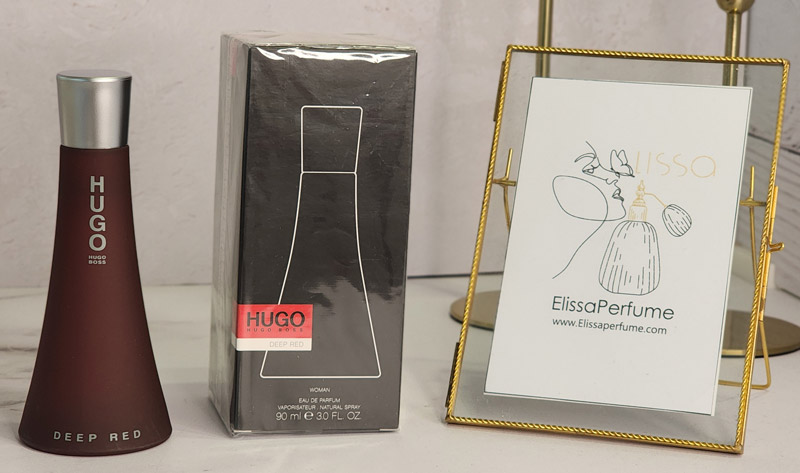 HUGO
HUGO
BOSS
DEEP RED
HUGO
HUGO BOSS
DEEP RED
WOMAN
EAU DE PARFUM
VAPORISATEUR . NATURAL SPRAY
90 ml ℮ 3.0 FL. OZ.
Lissa
ElissaPerfume
www.Elissaperfume.com